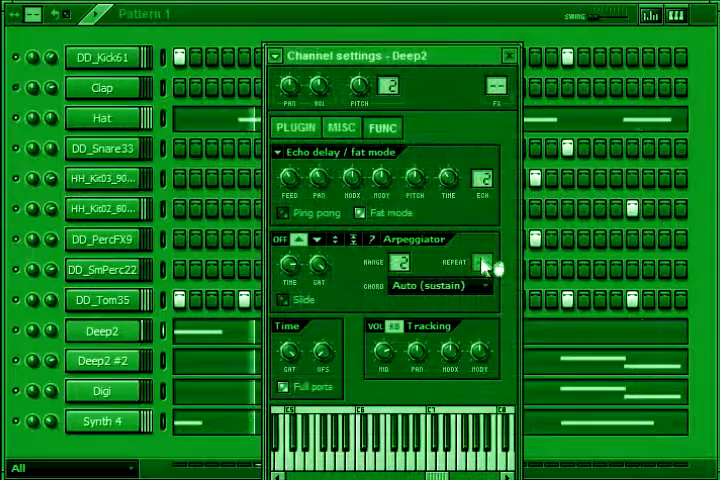 Pattern 1
SWING
Channel settings - Deep2
PAN VOL PITCH FX
PLUGIN MISC FUNC
Echo delay / fat mode
FEED PAN MODX MODY PITCH TIME ECH
Ping pong Fat mode
OFF ? Arpeggiator
TIME GAT RANGE REPEAT
CHORD Auto (sustain)
Slide
Time VOL KB Tracking
GAT OFS MID PAN MODX MODY
Full porta
C5 C6 C7 C8
DD_Kick61
Clap
Hat
DD_Snare33
HH_Kit03_90...
HH_Kit02_80...
DD_PercFX9
DD_SmPerc22
DD_Tom35
Deep2
Deep2 #2
Digi
Synth 4
All